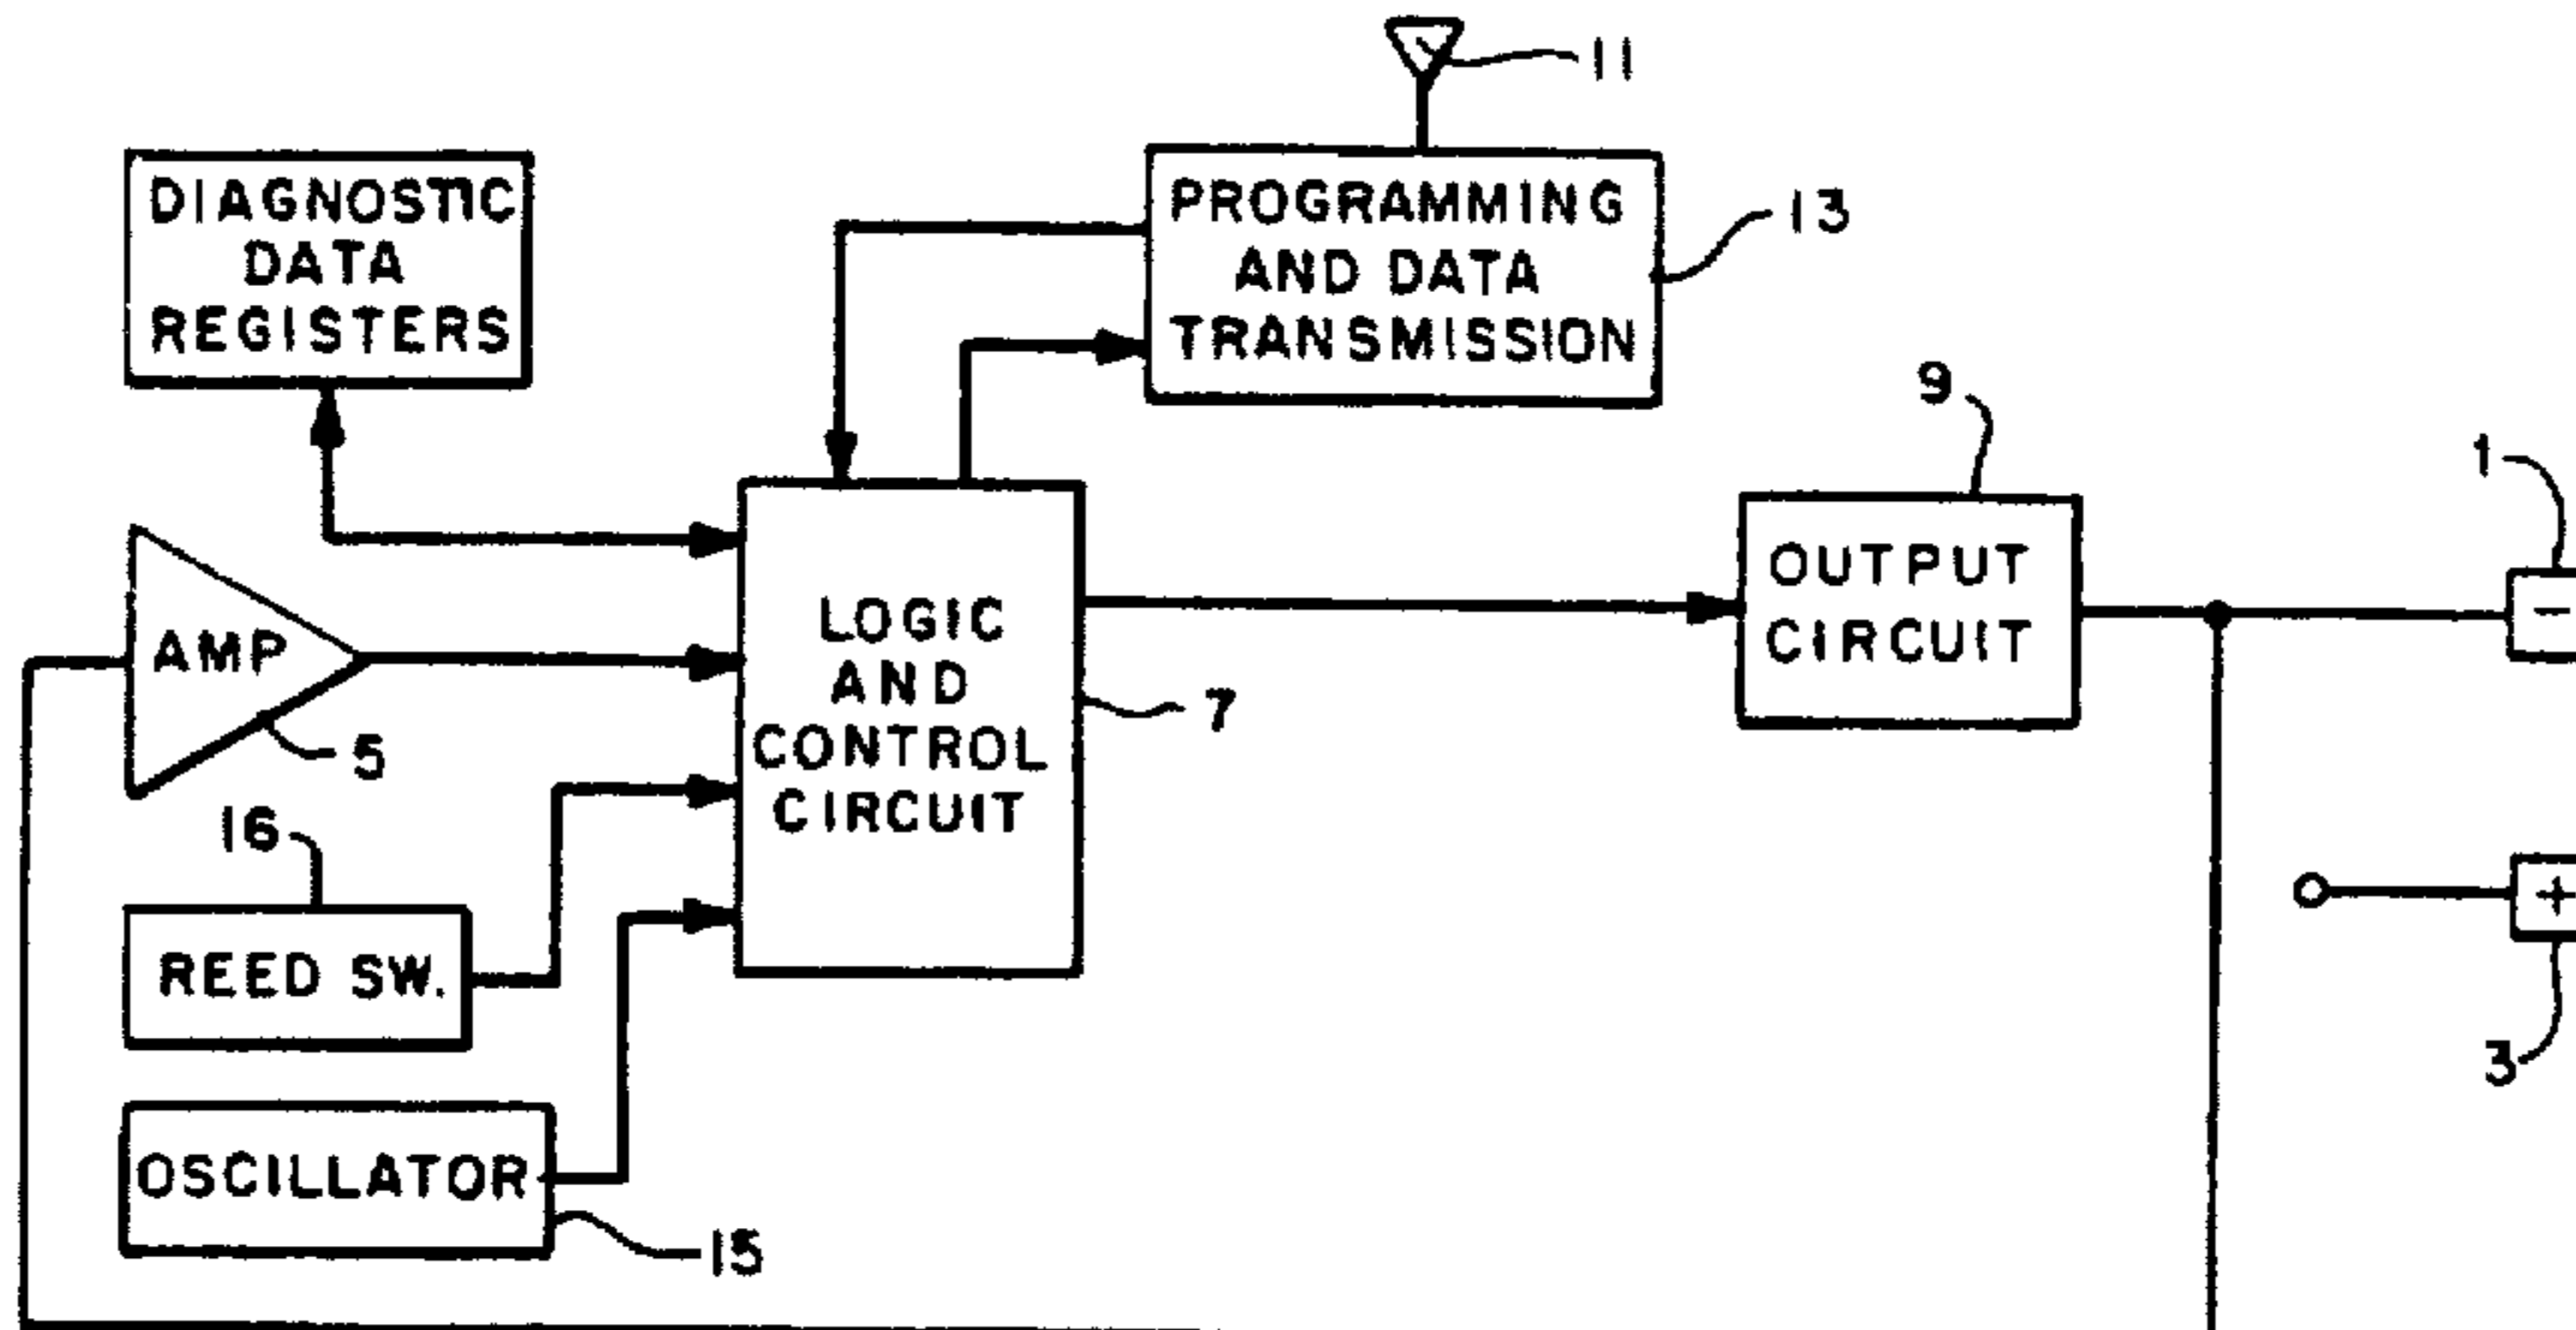 11
DIAGNOSTIC
DATA
REGISTERS
PROGRAMMING
AND DATA
TRANSMISSION
13
9
1
OUTPUT
CIRCUIT
-
AMP
5
LOGIC
AND
CONTROL
CIRCUIT
7
16
REED SW.
+
3
OSCILLATOR
15